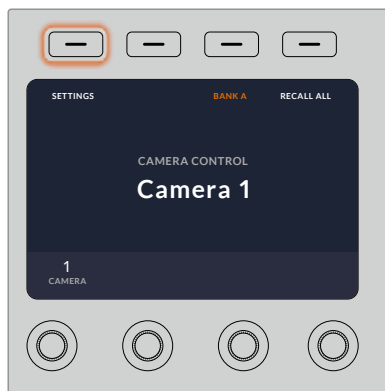 SETTINGS BANK A RECALL ALL
CAMERA CONTROL
Camera 1
1
CAMERA